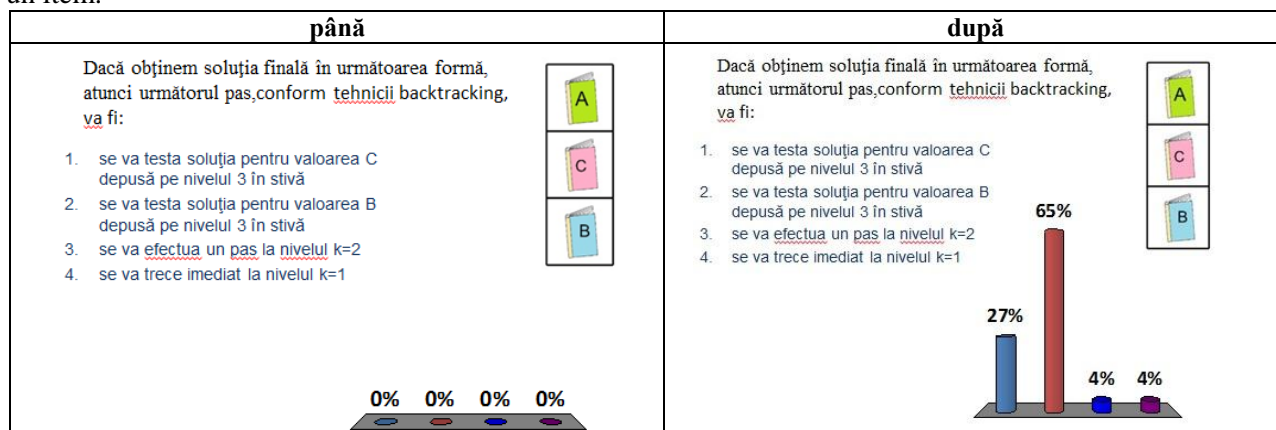 până
Dacă obţinem soluţia finală în următoarea formă,
atunci următorul pas,conform tehnicii backtracking,
va fi:
1. se va testa soluţia pentru valoarea C
depusă pe nivelul 3 în stivă
2. se va testa soluţia pentru valoarea B
depusă pe nivelul 3 în stivă
3. se va efectua un pas la nivelul k=2
4. se va trece imediat la nivelul k=1
A
C
B
0% 0% 0% 0%
după
Dacă obţinem soluţia finală în următoarea formă,
atunci următorul pas,conform tehnicii backtracking,
va fi:
1. se va testa soluţia pentru valoarea C
depusă pe nivelul 3 în stivă
2. se va testa soluţia pentru valoarea B
depusă pe nivelul 3 în stivă
3. se va efectua un pas la nivelul k=2
4. se va trece imediat la nivelul k=1
A
C
B
27% 65% 4% 4%